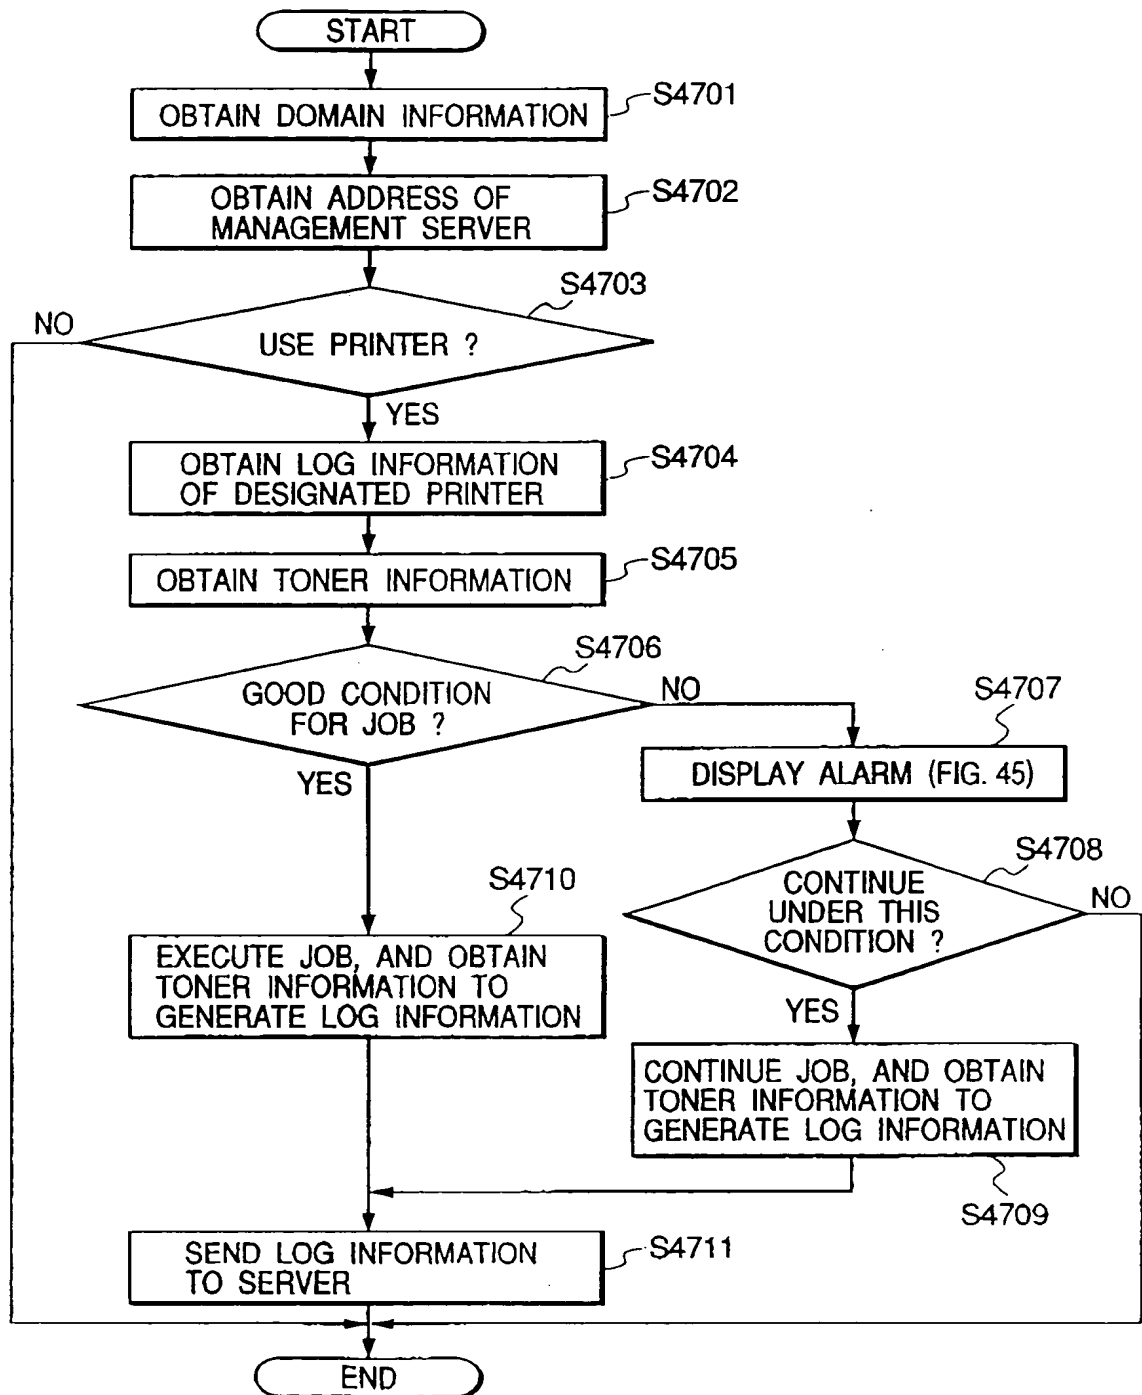 START
S4701
OBTAIN DOMAIN INFORMATION
S4702
OBTAIN ADDRESS OF
MANAGEMENT SERVER
S4703
NO
USE PRINTER ?
YES
S4704
OBTAIN LOG INFORMATION
OF DESIGNATED PRINTER
S4705
OBTAIN TONER INFORMATION
S4706
GOOD CONDITION
FOR JOB ?
NO
YES
S4707
DISPLAY ALARM (FIG. 45)
S4708
CONTINUE
UNDER THIS
CONDITION ?
NO
YES
S4710
EXECUTE JOB, AND OBTAIN
TONER INFORMATION TO
GENERATE LOG INFORMATION
CONTINUE JOB, AND OBTAIN
TONER INFORMATION TO
GENERATE LOG INFORMATION
S4709
S4711
SEND LOG INFORMATION
TO SERVER
END